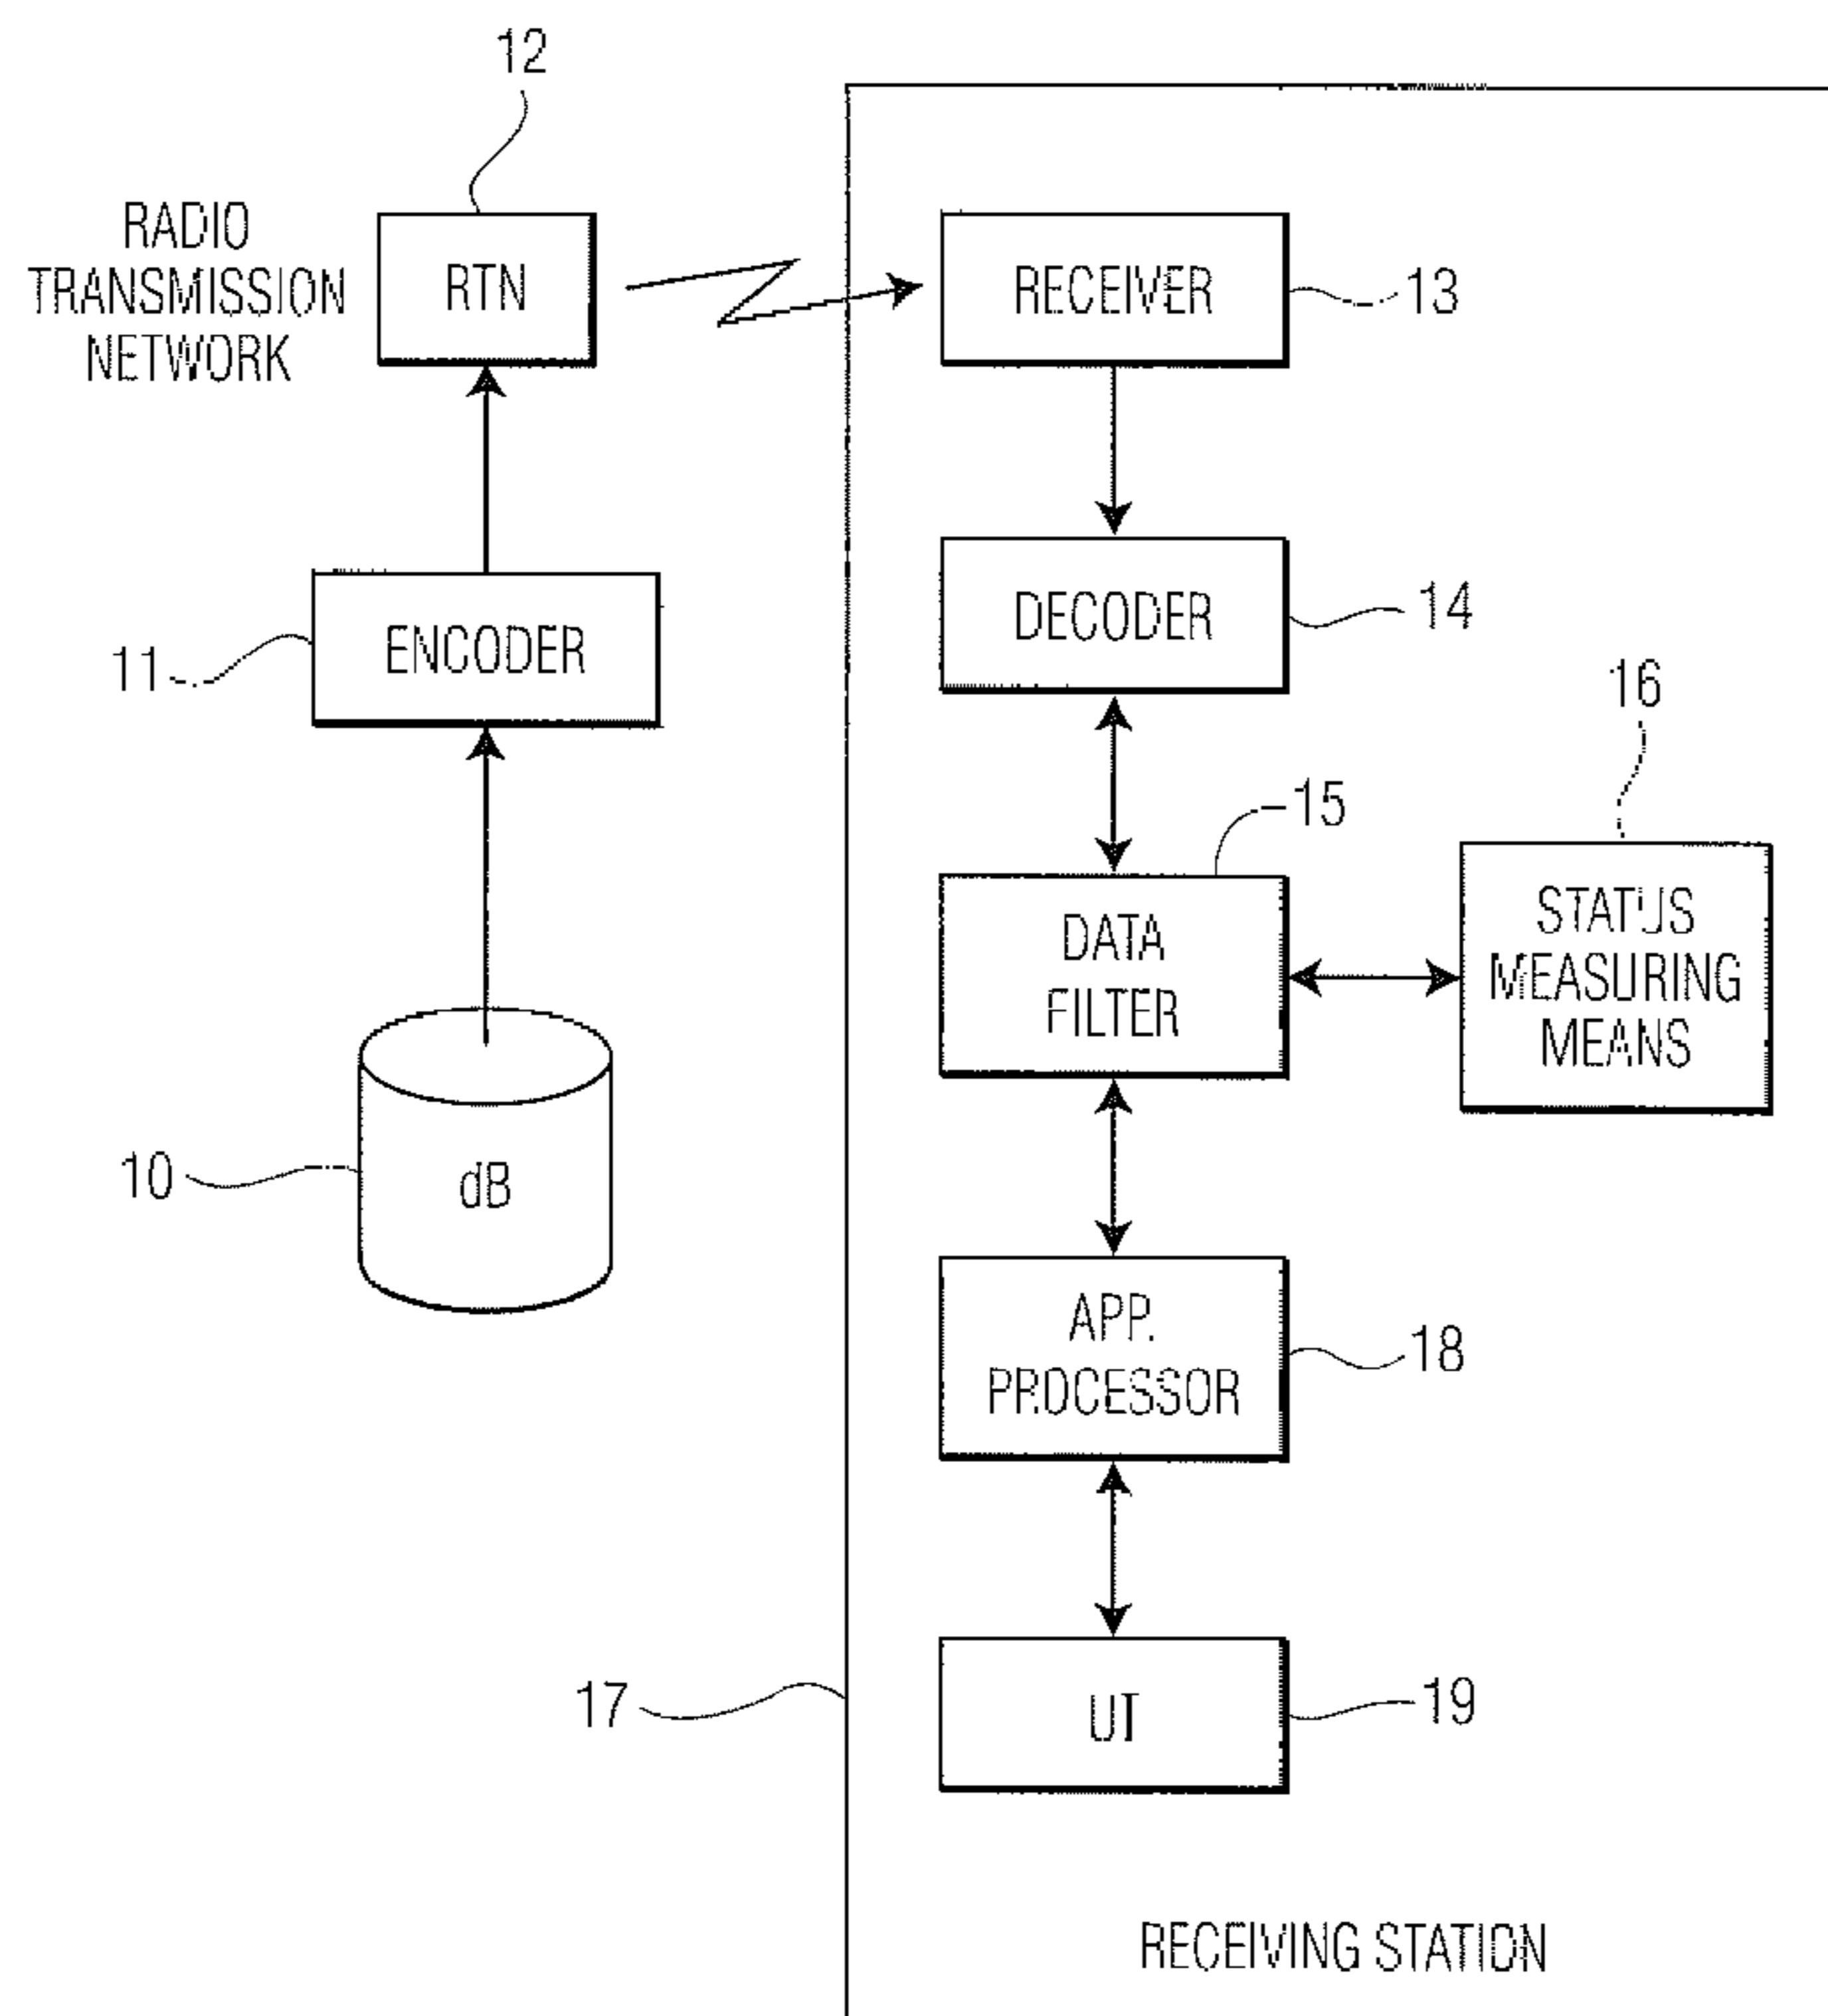 12
RADIO
TRANSMISSION
NETWORK
RTN
RECEIVER
13
ENCODER
11
DECODER
14
16
15
DATA
FILTER
STATUS
MEASURING
MEANS
10
dB
APP.
PROCESSOR
18
17
UT
19
RECEIVING STATION